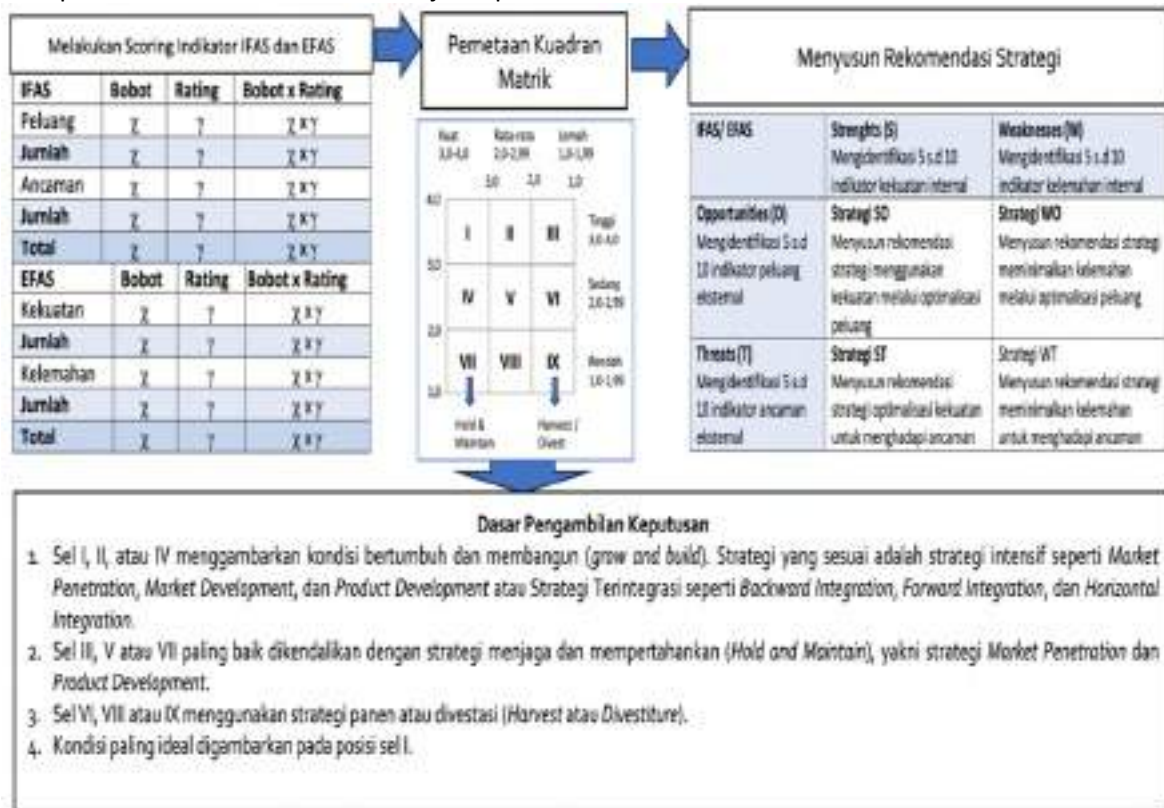 Melakukan Scoring Indikator IFAS dan EFAS
IFAS Bobot Rating Bobot x Rating
Peluang χ γ χ x γ
Jumlah χ γ χ x γ
Ancaman χ γ χ x γ
Jumlah χ γ χ x γ
Total χ γ χ x γ
EFAS Bobot Rating Bobot x Rating
Kekuatan χ γ χ x γ
Jumlah χ γ χ x γ
Kelemahan χ γ χ x γ
Jumlah χ γ χ x γ
Total χ γ χ x γ
Pemetaan Kuadran
Matrik
Kuat Rata-rata Lemah
3,0-4,0 2,0-2,99 1,0-1,99
3,0 2,0 1,0
4,0
I II III Tinggi
3,0-4,0
3,0
IV V VI Sedang
2,0-2,99
2,0
VII VIII IX Rendah
1,0-1,99
1,0
Hold & Harvest /
Maintain Divest
Menyusun Rekomendasi Strategi
IFAS/ EFAS Strenghts (S) Weaknesses (W)
Mengidentifikasi 5 s.d 10 Mengidentifikasi 5 s.d 10
indikator kekuatan internal indikator kelemahan internal
Opportunities (O) Strategi SO Strategi WO
Mengidentifikasi 5 s.d Menyusun rekomendasi Menyusun rekomendasi strategi
10 indikator peluang strategi menggunakan meminimalkan kelemahan
eksternal kekuatan melalui optimalisasi melalui optimalisasi peluang
peluang
Threats (T) Strategi ST Strategi WT
Mengidentifikasi 5 s.d Menyusun rekomendasi Menyusun rekomendasi strategi
10 indikator ancaman strategi optimalisasi kekuatan meminimalkan kelemahan
eksternal untuk menghadapi ancaman untuk menghadapi ancaman
Dasar Pengambilan Keputusan
1. Sel I, II, atau IV menggambarkan kondisi bertumbuh dan membangun (grow and build). Strategi yang sesuai adalah strategi intensif seperti Market
Penetration, Market Development, dan Product Development atau Strategi Terintegrasi seperti Backward Integration, Forward Integration, dan Horizontal
Integration.
2. Sel III, V atau VII paling baik dikendalikan dengan strategi menjaga dan mempertahankan (Hold and Maintain), yakni strategi Market Penetration dan
Product Development.
3. Sel VI, VIII atau IX menggunakan strategi panen atau divestasi (Harvest atau Divestiture).
4. Kondisi paling ideal digambarkan pada posisi sel I.